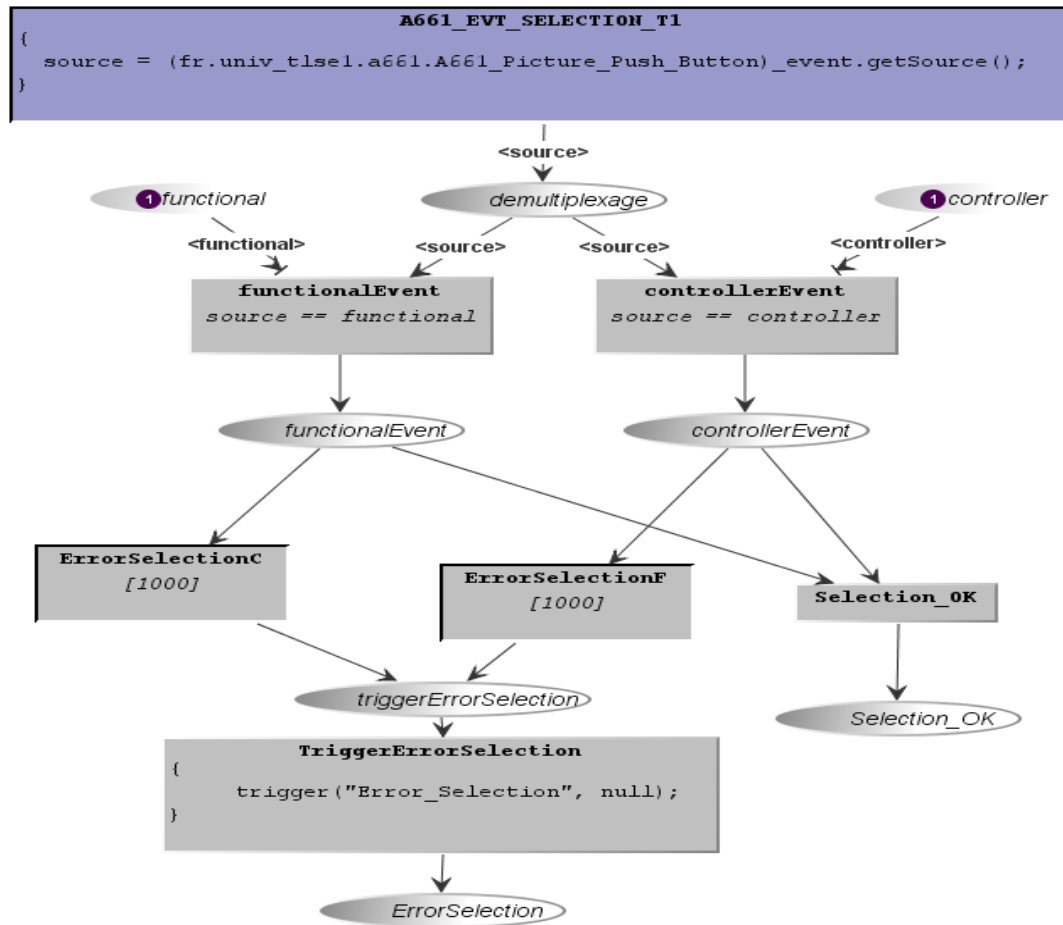 A661_EVT_SELECTION_T1
{
source = (fr.univ_tlse1.a661.A661_Picture_Push_Button)_event.getSource();
}
<source>
1 functional
demultiplexage
1 controller
<functional>
<source>
<source>
<controller>
functionalEvent
source == functional
controllerEvent
source == controller
functionalEvent
controllerEvent
ErrorSelectionC
[1000]
ErrorSelectionF
[1000]
Selection_OK
triggerErrorSelection
Selection_OK
TriggerErrorSelection
{
trigger("Error_Selection", null);
}
ErrorSelection